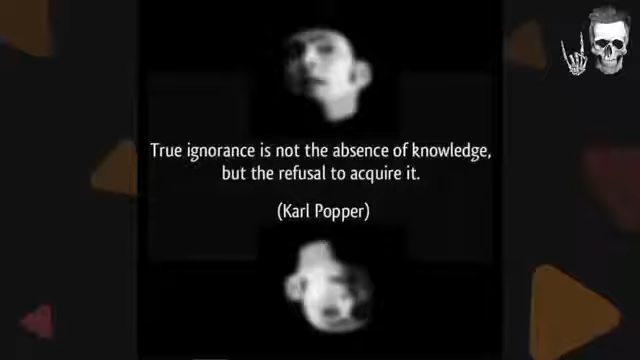 True ignorance is not the absence of knowledge,
but the refusal to acquire it.
(Karl Popper)